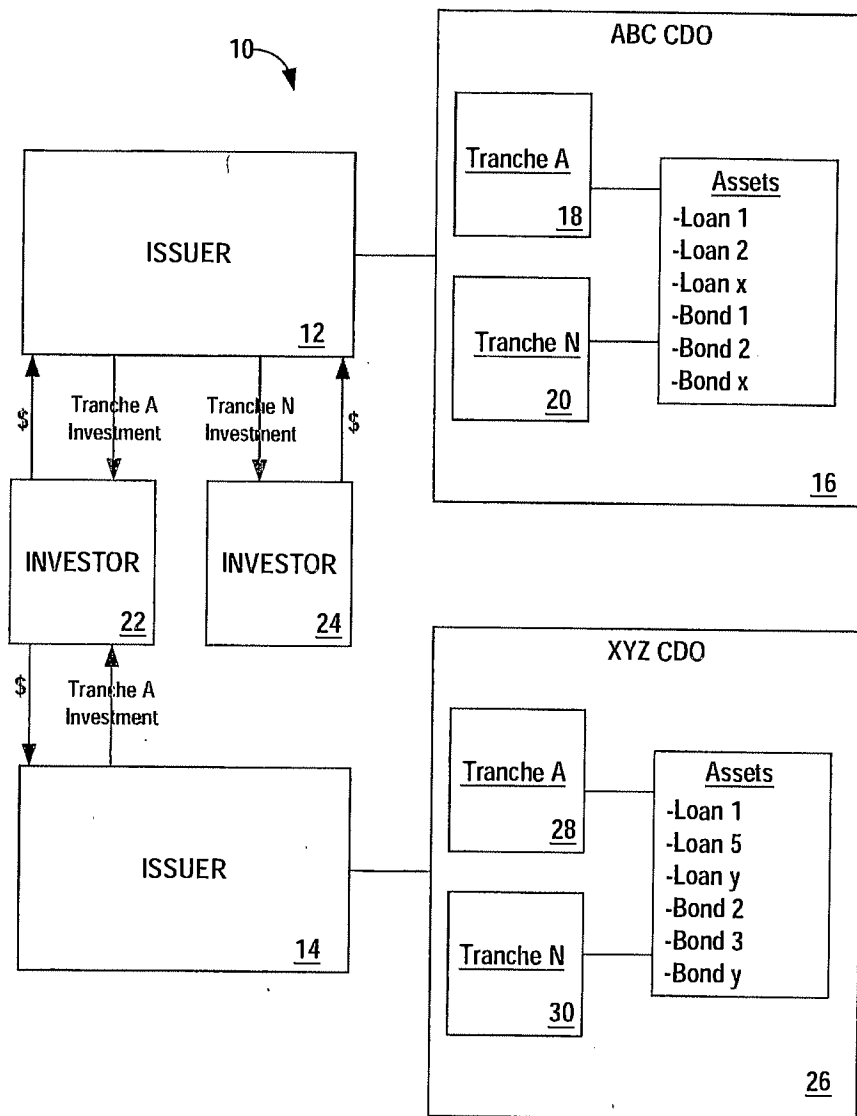 10
ABC CDO
Tranche A
18
Assets
-Loan 1
-Loan 2
-Loan x
-Bond 1
-Bond 2
-Bond x
Tranche N
20
16
ISSUER
12
$
Tranche A
Investment
Tranche N
Investment
$
INVESTOR
22
INVESTOR
24
$
Tranche A
Investment
ISSUER
14
XYZ CDO
Tranche A
28
Assets
-Loan 1
-Loan 5
-Loan y
-Bond 2
-Bond 3
-Bond y
Tranche N
30
26